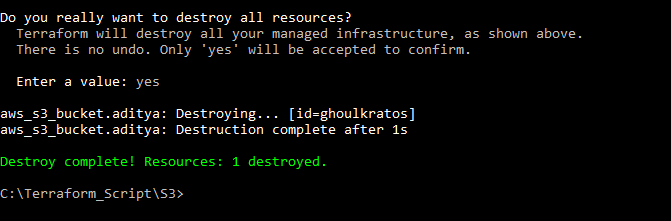 Do you really want to destroy all resources?
Terraform will destroy all your managed infrastructure, as shown above.
There is no undo. Only 'yes' will be accepted to confirm.
Enter a value: yes
aws_s3_bucket.aditya: Destroying... [id=ghoulkratos]
aws_s3_bucket.aditya: Destruction complete after 1s
Destroy complete! Resources: 1 destroyed.
C:\Terraform_Script\S3>